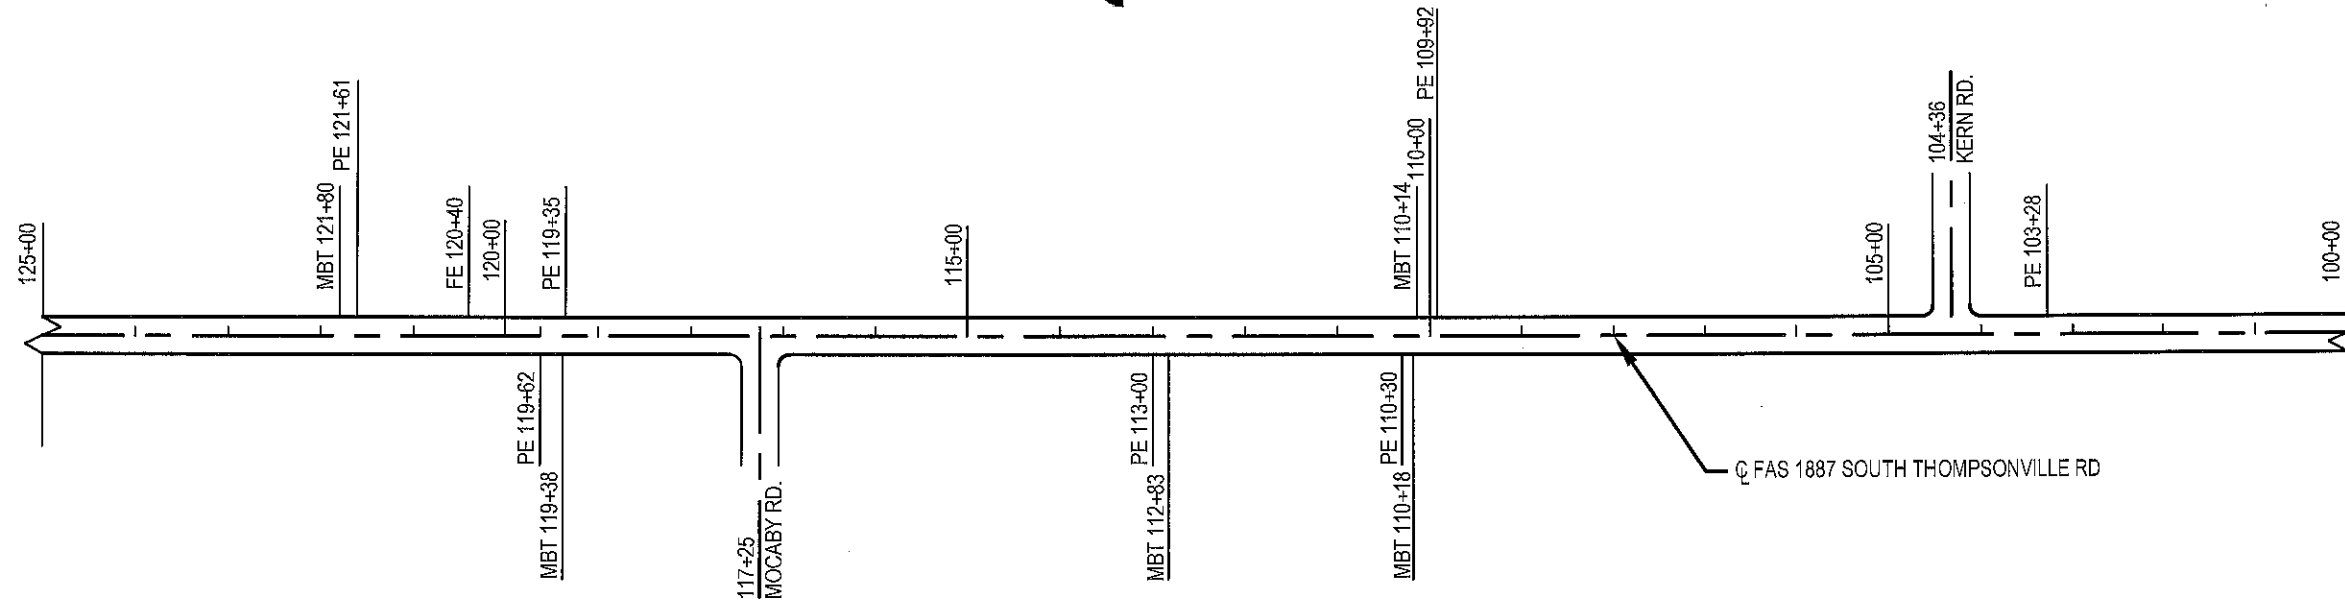 125+00
MBT 121+80
PE 121+61
FE 120+40
120+00
PE 119+35
115+00
MBT 110+14
110+00
PE 109+92
105+00
104+36
KERN RD.
PE 103+28
100+00
PE 119+62
MBT 119+38
117+25
MOCABY RD.
PE 113+00
MBT 112+83
PE 110+30
MBT 110+18
℄ FAS 1887 SOUTH THOMPSONVILLE RD